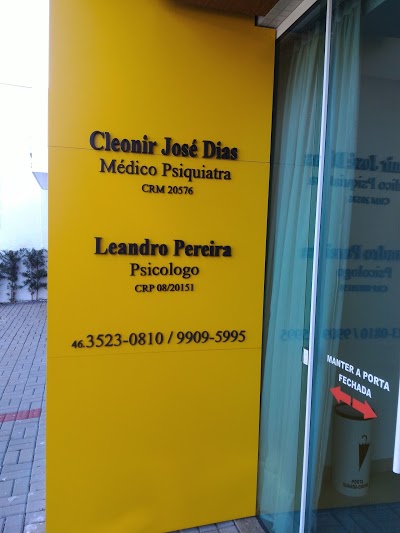 Cleonir José Dias
Médico Psiquiatra
CRM 20576
Leandro Pereira
Psicologo
CRP 08/20151
46.3523-0810 / 9909-5995
MANTER A PORTA
FECHADA